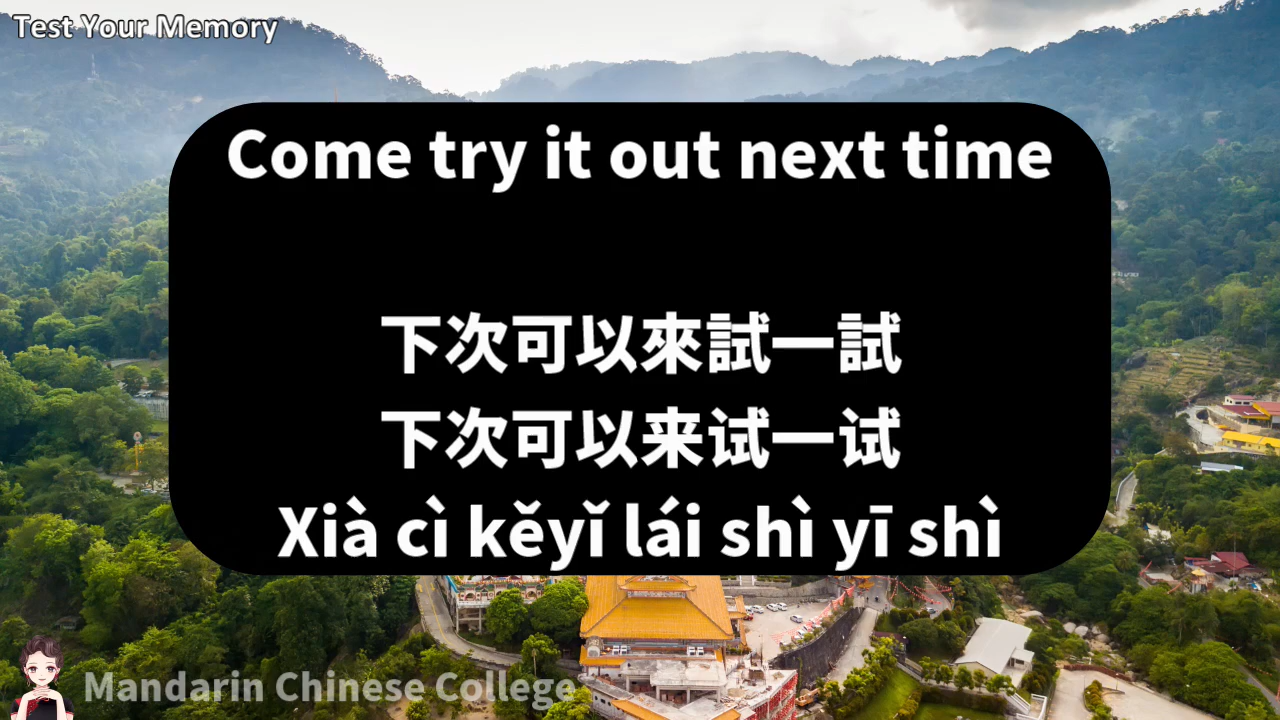 Test Your Memory
Come try it out next time
下次可以來試一試
下次可以来试一试
Xià cì kěyǐ lái shì yī shì
Mandarin Chinese College